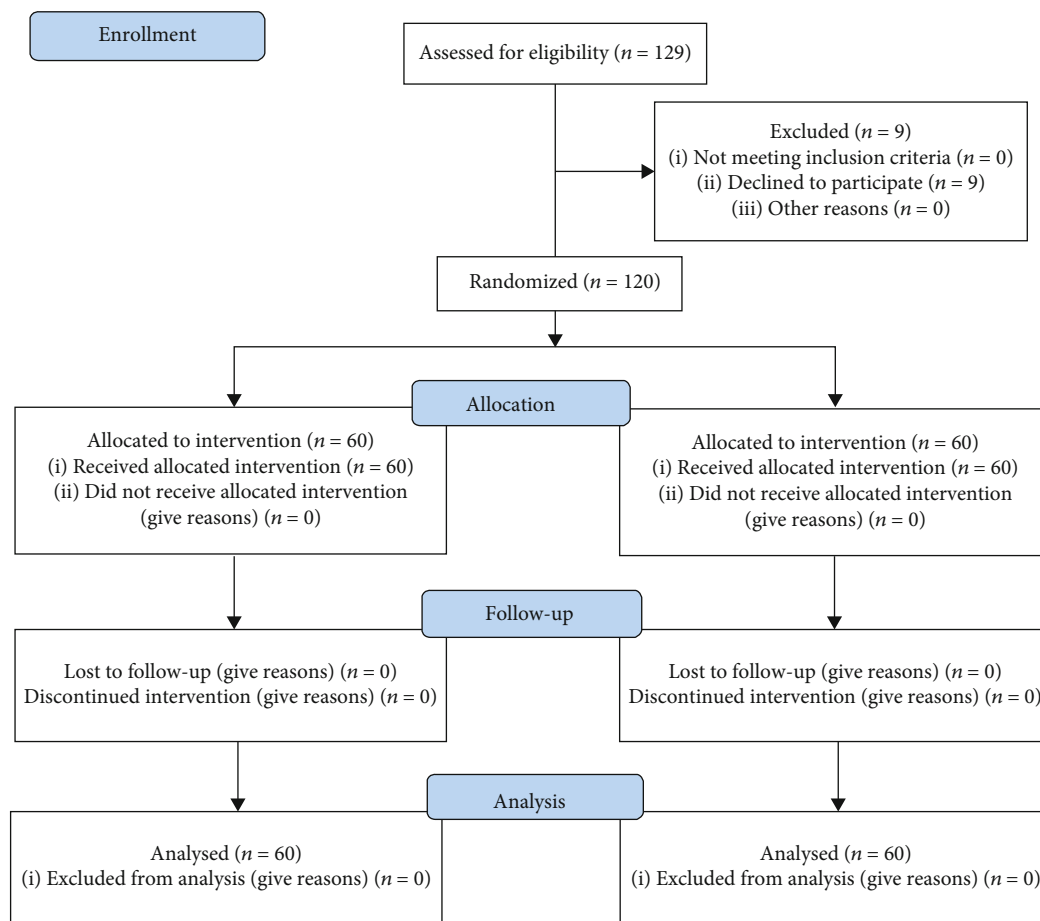 Enrollment
Assessed for eligibility (n = 129)
Excluded (n = 9)
(i) Not meeting inclusion criteria (n = 0)
(ii) Declined to participate (n = 9)
(iii) Other reasons (n = 0)
Randomized (n = 120)
Allocation
Allocated to intervention (n = 60)
(i) Received allocated intervention (n = 60)
(ii) Did not receive allocated intervention
(give reasons) (n = 0)
Allocated to intervention (n = 60)
(i) Received allocated intervention (n = 60)
(ii) Did not receive allocated intervention
(give reasons) (n = 0)
Follow-up
Lost to follow-up (give reasons) (n = 0)
Discontinued intervention (give reasons) (n = 0)
Lost to follow-up (give reasons) (n = 0)
Discontinued intervention (give reasons) (n = 0)
Analysis
Analysed (n = 60)
(i) Excluded from analysis (give reasons) (n = 0)
Analysed (n = 60)
(i) Excluded from analysis (give reasons) (n = 0)